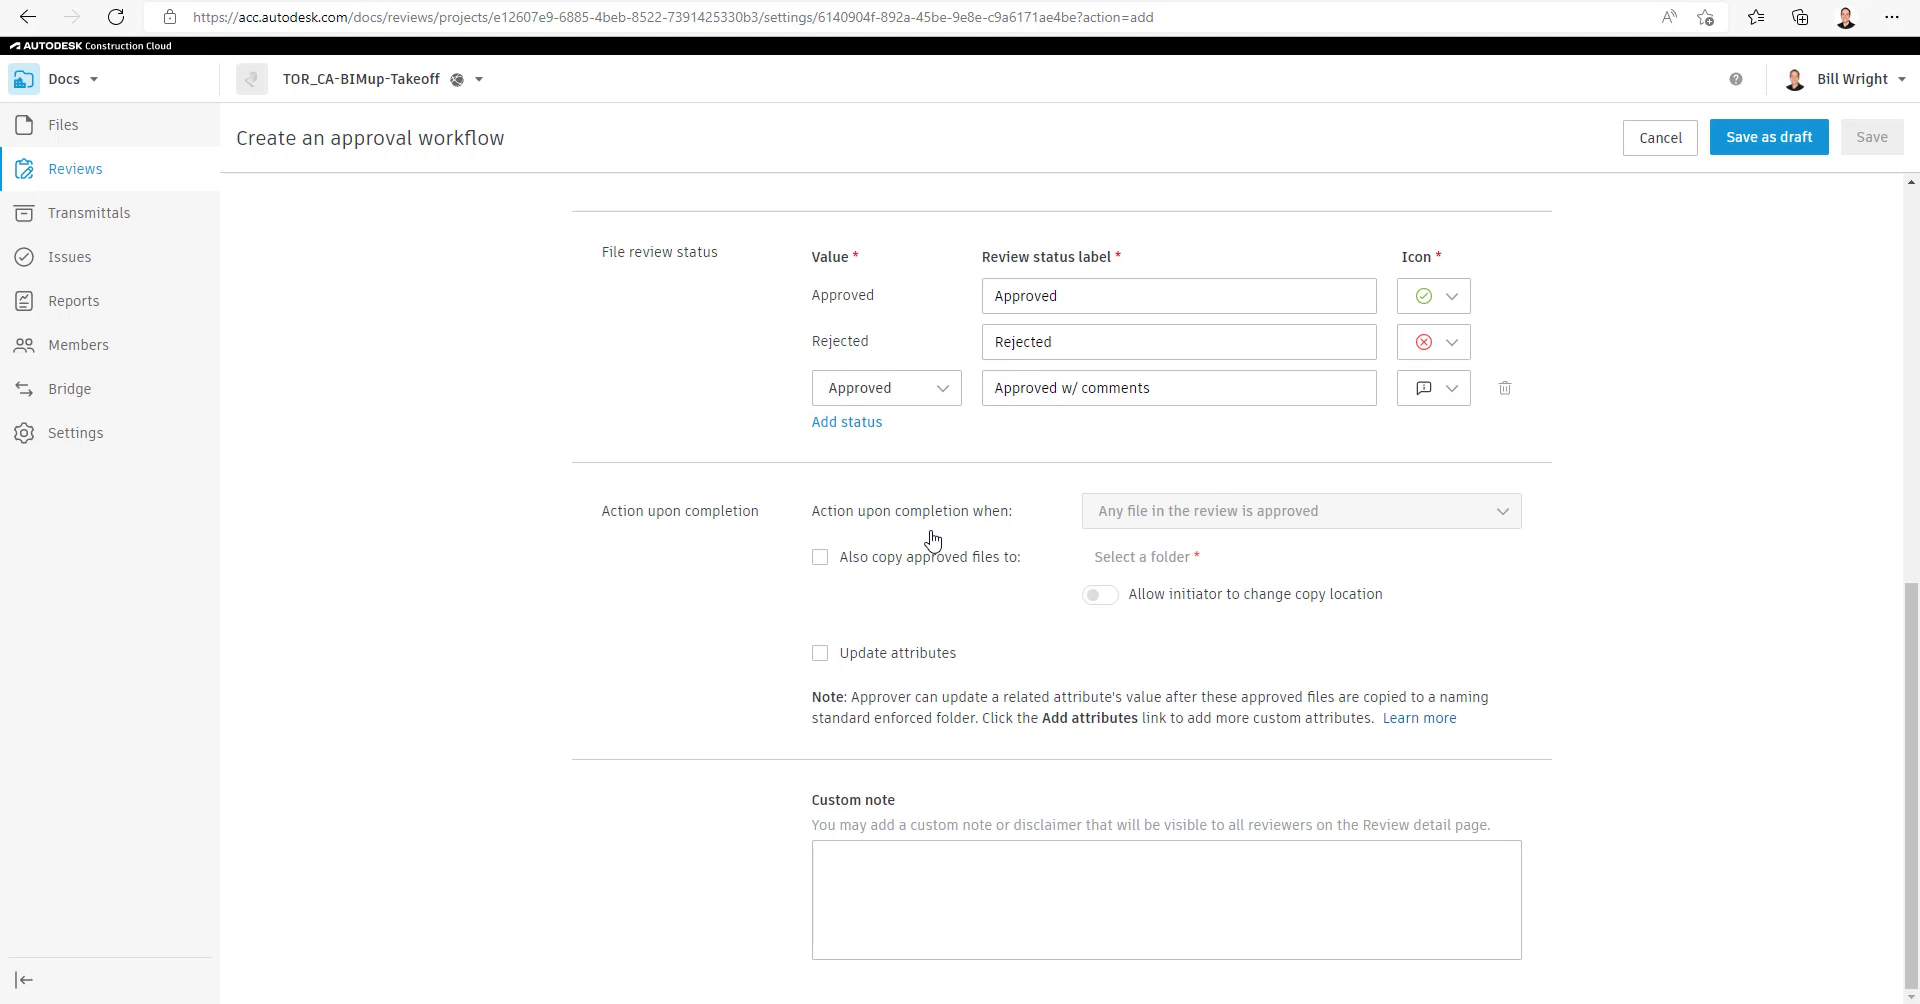 https://acc.autodesk.com/docs/reviews/projects/e12607e9-6885-4beb-8522-7391425330b3/settings/6140904f-892a-45be-9e8e-c9a6171ae4be?action=add
AUTODESK Construction Cloud
Docs
TOR_CA-BIMup-Takeoff
Bill Wright
Files
Reviews
Transmittals
Issues
Reports
Members
Bridge
Settings
Create an approval workflow
Cancel
Save as draft
Save
File review status
Value *
Review status label *
Icon *
Approved
Approved
Rejected
Rejected
Approved
Approved w/ comments
Add status
Action upon completion
Action upon completion when:
Any file in the review is approved
Also copy approved files to:
Select a folder *
Allow initiator to change copy location
Update attributes
Note: Approver can update a related attribute's value after these approved files are copied to a naming
standard enforced folder. Click the Add attributes link to add more custom attributes. Learn more
Custom note
You may add a custom note or disclaimer that will be visible to all reviewers on the Review detail page.